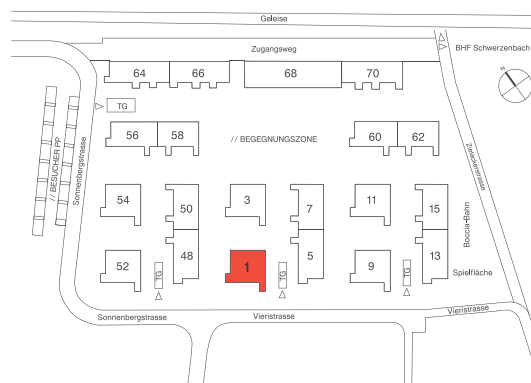 Geleise
Zugangsweg
BHF Schwerzenbach
N
64
66
68
70
TG
// BESUCHER PP
Sonnenbergstrasse
56
58
// BEGEGNUNGSZONE
60
62
Zielackerstrasse
54
50
3
7
11
15
Boccia-Bahn
52
48
1
5
9
13
TG
TG
TG
Spielfläche
Sonnenbergstrasse
Vieristrasse
Vieristrasse